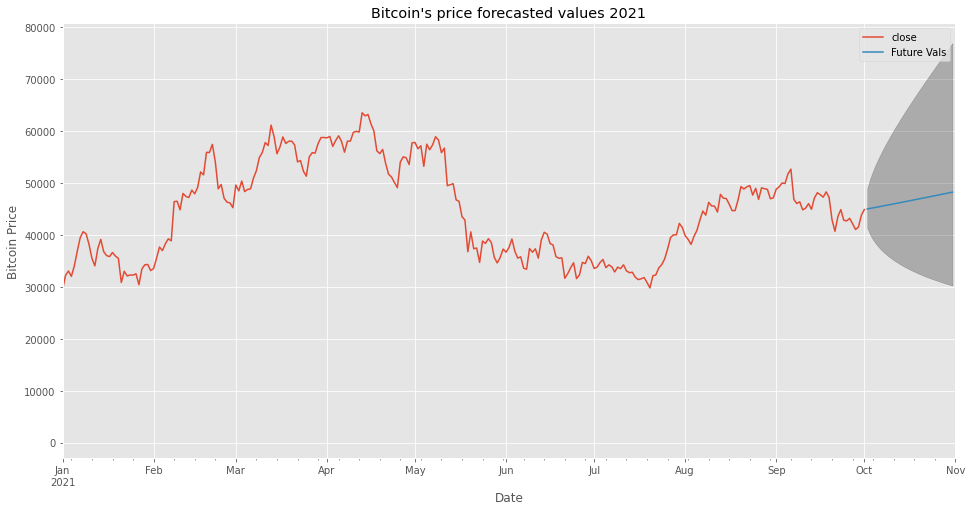 Bitcoin's price forecasted values 2021
close
Future Vals
80000
70000
60000
50000
40000
30000
20000
10000
0
Bitcoin Price
Jan Feb Mar Apr May Jun Jul Aug Sep Oct Nov
2021
Date